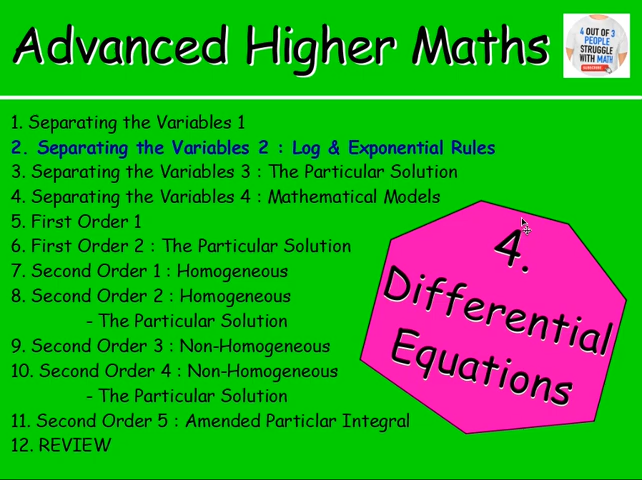 Advanced Higher Maths
4 OUT OF 3
PEOPLE
STRUGGLE
WITH MATH
1. Separating the Variables 1
2. Separating the Variables 2 : Log & Exponential Rules
3. Separating the Variables 3 : The Particular Solution
4. Separating the Variables 4 : Mathematical Models
5. First Order 1
6. First Order 2 : The Particular Solution
7. Second Order 1 : Homogeneous
8. Second Order 2 : Homogeneous
- The Particular Solution
9. Second Order 3 : Non-Homogeneous
10. Second Order 4 : Non-Homogeneous
- The Particular Solution
11. Second Order 5 : Amended Particlar Integral
12. REVIEW
4.
Differential
Equations